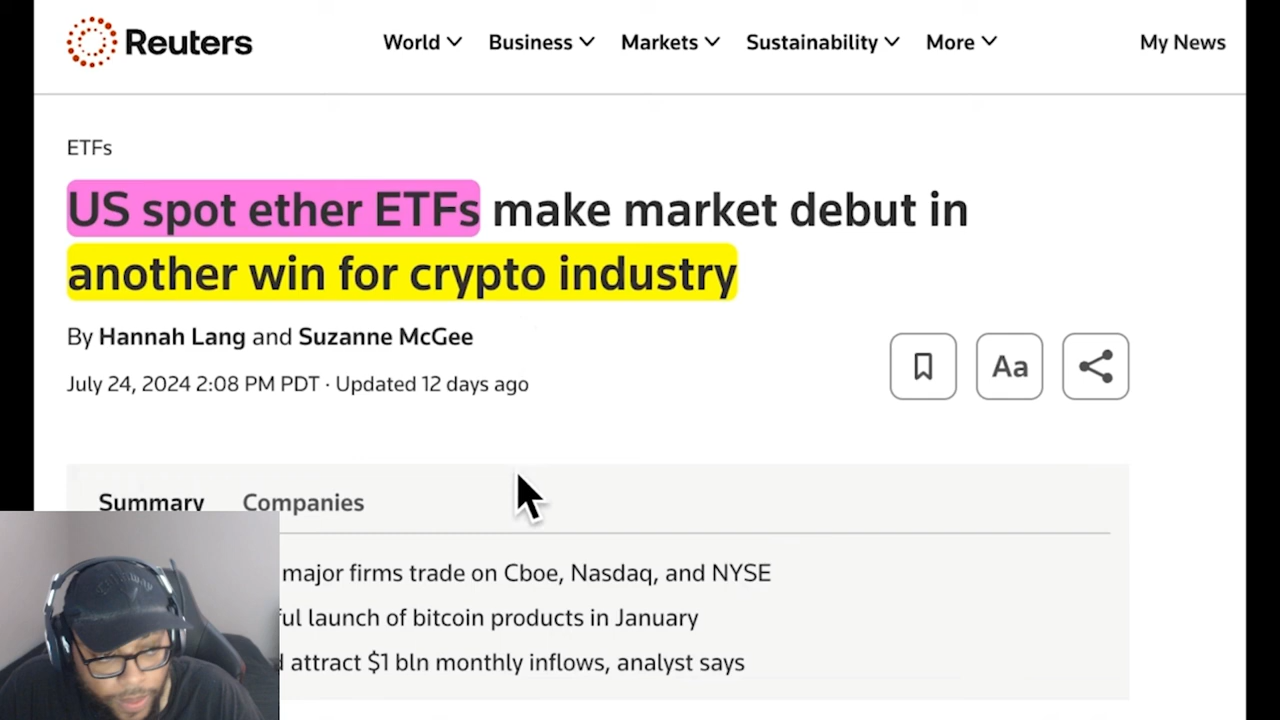 Reuters
World
Business
Markets
Sustainability
More
My News
ETFs
US spot ether ETFs make market debut in
another win for crypto industry
By Hannah Lang and Suzanne McGee
July 24, 2024 2:08 PM PDT · Updated 12 days ago
Aa
Summary
Companies
major firms trade on Cboe, Nasdaq, and NYSE
launch of bitcoin products in January
attract $1 bln monthly inflows, analyst says